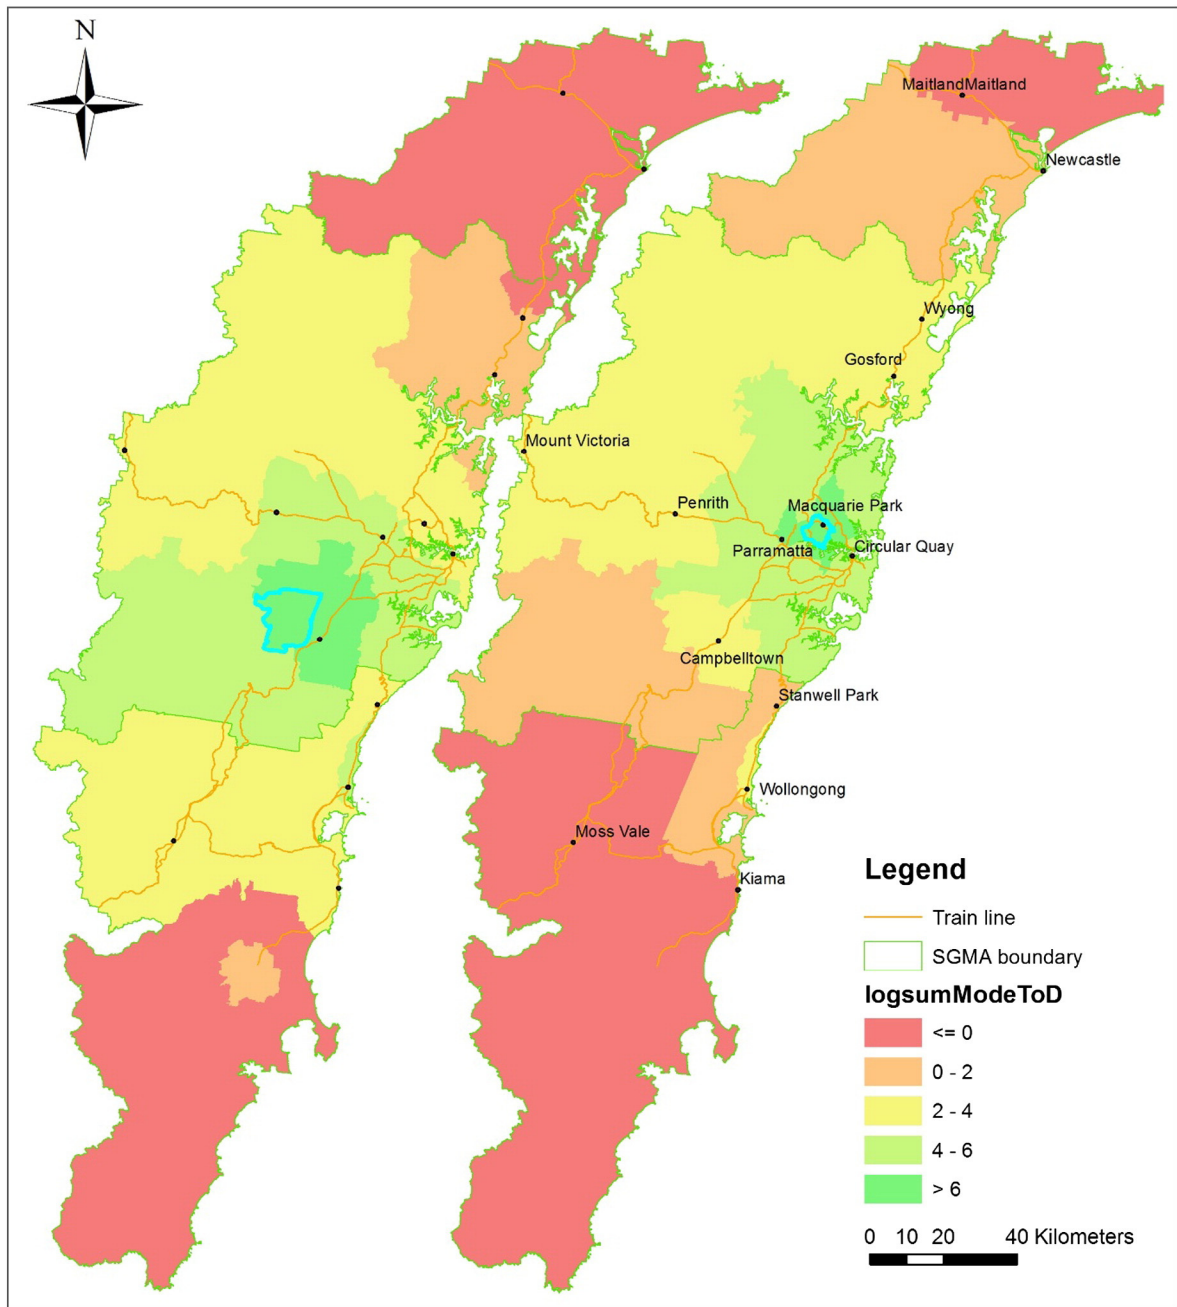 N
MaitlandMaitland
Newcastle
Wyong
Gosford
Mount Victoria
Penrith
Macquarie Park
Parramatta
Circular Quay
Campbelltown
Stanwell Park
Wollongong
Moss Vale
Kiama
Legend
Train line
SGMA boundary
logsumModeToD
<= 0
0 - 2
2 - 4
4 - 6
> 6
0 10 20 40 Kilometers